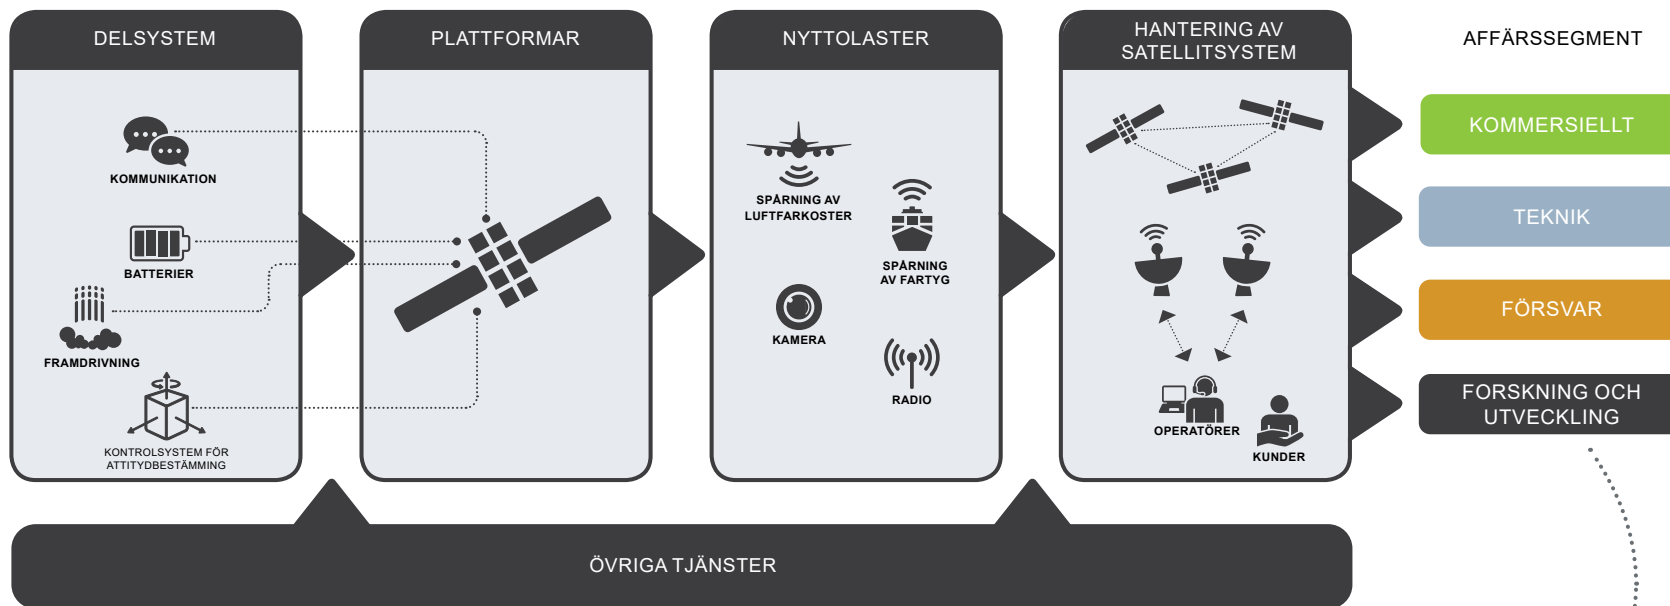 DELSYSTEM
KOMMUNIKATION
BATTERIER
FRAMDRIVNING
KONTROLSYSTEM FÖR
ATTITYDBESTÄMMING
PLATTFORMAR
NYTTOLASTER
SPÅRNING AV
LUFTFARKOSTER
SPÅRNING
AV FARTYG
KAMERA
RADIO
HANTERING AV
SATELLITSYSTEM
OPERATÖRER
KUNDER
AFFÄRSSEGMENT
KOMMERSIELLT
TEKNIK
FÖRSVAR
FORSKNING OCH
UTVECKLING
ÖVRIGA TJÄNSTER